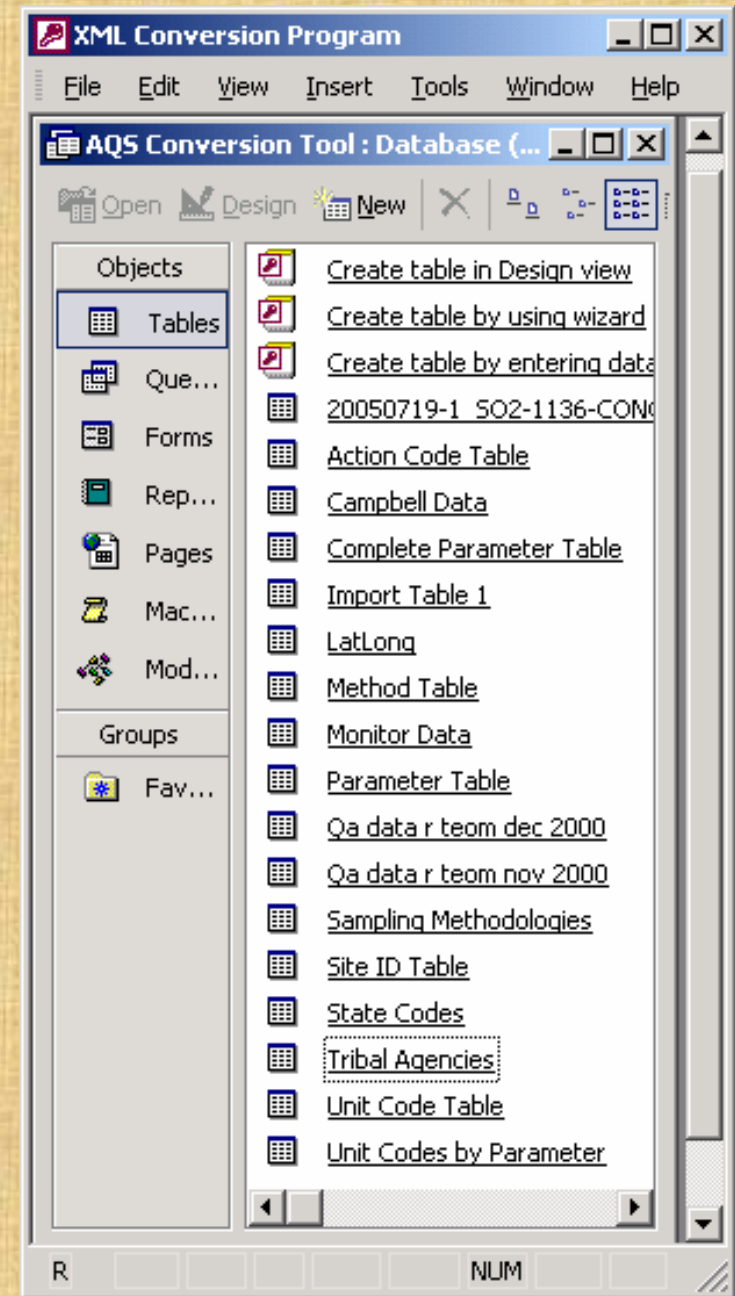 XML Conversion Program
File Edit View Insert Tools Window Help
AQS Conversion Tool : Database (...
Open Design New
Objects
Tables
Que...
Forms
Rep...
Pages
Mac...
Mod...
Groups
Fav...
Create table in Design view
Create table by using wizard
Create table by entering data
20050719-1_SO2-1136-CONC
Action Code Table
Campbell Data
Complete Parameter Table
Import Table 1
LatLong
Method Table
Monitor Data
Parameter Table
Qa data r teom dec 2000
Qa data r teom nov 2000
Sampling Methodologies
Site ID Table
State Codes
Tribal Agencies
Unit Code Table
Unit Codes by Parameter
R NUM